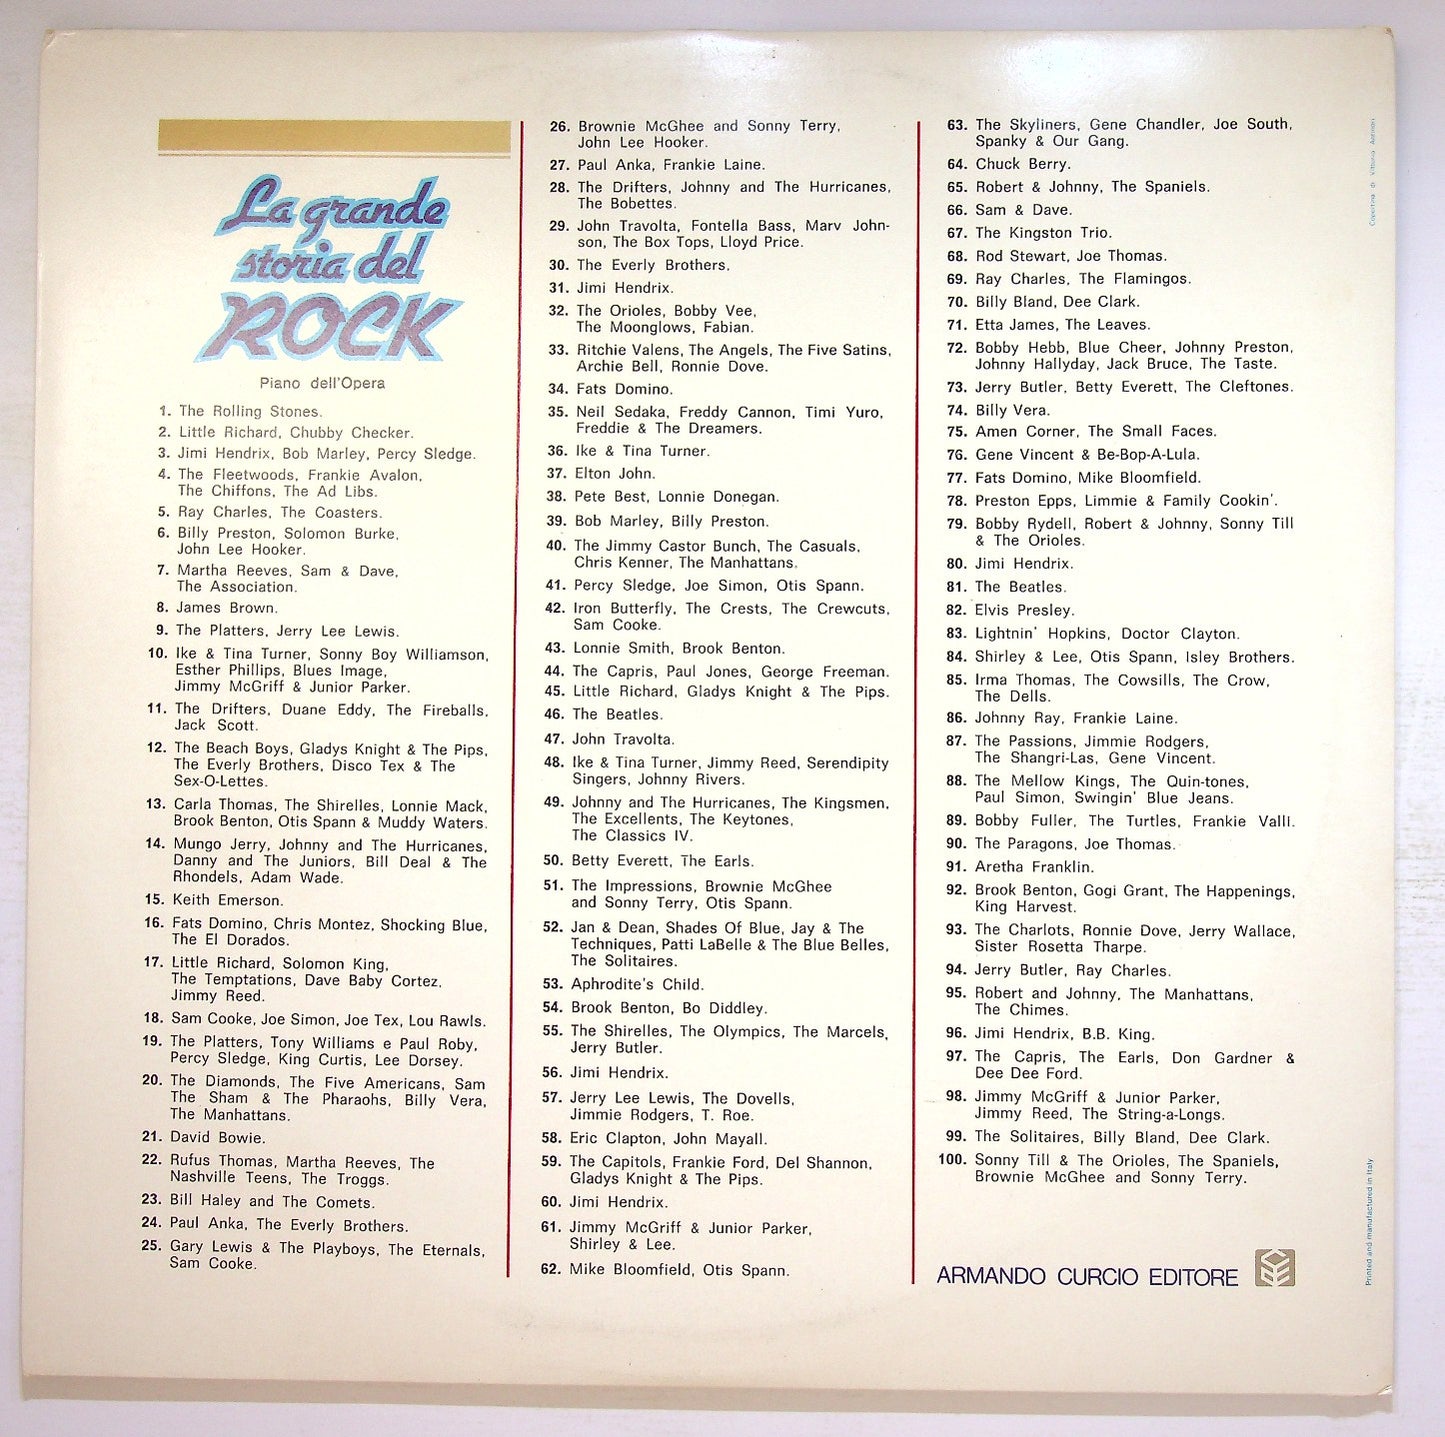 La grande
storia del
ROCK
Piano dell'Opera
1. The Rolling Stones.
2. Little Richard, Chubby Checker.
3. Jimi Hendrix, Bob Marley, Percy Sledge.
4. The Fleetwoods, Frankie Avalon,
The Chiffons, The Ad Libs.
5. Ray Charles, The Coasters.
6. Billy Preston, Solomon Burke,
John Lee Hooker.
7. Martha Reeves, Sam & Dave,
The Association.
8. James Brown.
9. The Platters, Jerry Lee Lewis.
10. Ike & Tina Turner, Sonny Boy Williamson,
Esther Phillips, Blues Image,
Jimmy McGriff & Junior Parker.
11. The Drifters, Duane Eddy, The Fireballs,
Jack Scott.
12. The Beach Boys, Gladys Knight & The Pips,
The Everly Brothers, Disco Tex & The
Sex-O-Lettes.
13. Carla Thomas, The Shirelles, Lonnie Mack,
Brook Benton, Otis Spann & Muddy Waters.
14. Mungo Jerry, Johnny and The Hurricanes,
Danny and The Juniors, Bill Deal & The
Rhondels, Adam Wade.
15. Keith Emerson.
16. Fats Domino, Chris Montez, Shocking Blue,
The El Dorados.
17. Little Richard, Solomon King,
The Temptations, Dave Baby Cortez,
Jimmy Reed.
18. Sam Cooke, Joe Simon, Joe Tex, Lou Rawls.
19. The Platters, Tony Williams e Paul Roby,
Percy Sledge, King Curtis, Lee Dorsey.
20. The Diamonds, The Five Americans, Sam
The Sham & The Pharaohs, Billy Vera,
The Manhattans.
21. David Bowie.
22. Rufus Thomas, Martha Reeves, The
Nashville Teens, The Troggs.
23. Bill Haley and The Comets.
24. Paul Anka, The Everly Brothers.
25. Gary Lewis & The Playboys, The Eternals,
Sam Cooke.
26. Brownie McGhee and Sonny Terry,
John Lee Hooker.
27. Paul Anka, Frankie Laine.
28. The Drifters, Johnny and The Hurricanes,
The Bobettes.
29. John Travolta, Fontella Bass, Marv John-
son, The Box Tops, Lloyd Price.
30. The Everly Brothers.
31. Jimi Hendrix.
32. The Orioles, Bobby Vee,
The Moonglows, Fabian.
33. Ritchie Valens, The Angels, The Five Satins,
Archie Bell, Ronnie Dove.
34. Fats Domino.
35. Neil Sedaka, Freddy Cannon, Timi Yuro,
Freddie & The Dreamers.
36. Ike & Tina Turner.
37. Elton John.
38. Pete Best, Lonnie Donegan.
39. Bob Marley, Billy Preston.
40. The Jimmy Castor Bunch, The Casuals,
Chris Kenner, The Manhattans.
41. Percy Sledge, Joe Simon, Otis Spann.
42. Iron Butterfly, The Crests, The Crewcuts,
Sam Cooke.
43. Lonnie Smith, Brook Benton.
44. The Capris, Paul Jones, George Freeman.
45. Little Richard, Gladys Knight & The Pips.
46. The Beatles.
47. John Travolta.
48. Ike & Tina Turner, Jimmy Reed, Serendipity
Singers, Johnny Rivers.
49. Johnny and The Hurricanes, The Kingsmen,
The Excellents, The Keytones,
The Classics IV.
50. Betty Everett, The Earls.
51. The Impressions, Brownie McGhee
and Sonny Terry, Otis Spann.
52. Jan & Dean, Shades Of Blue, Jay & The
Techniques, Patti LaBelle & The Blue Belles,
The Solitaires.
53. Aphrodite's Child.
54. Brook Benton, Bo Diddley.
55. The Shirelles, The Olympics, The Marcels,
Jerry Butler.
56. Jimi Hendrix.
57. Jerry Lee Lewis, The Dovells,
Jimmie Rodgers, T. Roe.
58. Eric Clapton, John Mayall.
59. The Capitols, Frankie Ford, Del Shannon,
Gladys Knight & The Pips.
60. Jimi Hendrix.
61. Jimmy McGriff & Junior Parker,
Shirley & Lee.
62. Mike Bloomfield, Otis Spann.
63. The Skyliners, Gene Chandler, Joe South,
Spanky & Our Gang.
64. Chuck Berry.
65. Robert & Johnny, The Spaniels.
66. Sam & Dave.
67. The Kingston Trio.
68. Rod Stewart, Joe Thomas.
69. Ray Charles, The Flamingos.
70. Billy Bland, Dee Clark.
71. Etta James, The Leaves.
72. Bobby Hebb, Blue Cheer, Johnny Preston,
Johnny Hallyday, Jack Bruce, The Taste.
73. Jerry Butler, Betty Everett, The Cleftones.
74. Billy Vera.
75. Amen Corner, The Small Faces.
76. Gene Vincent & Be-Bop-A-Lula.
77. Fats Domino, Mike Bloomfield.
78. Preston Epps, Limmie & Family Cookin'.
79. Bobby Rydell, Robert & Johnny, Sonny Till
& The Orioles.
80. Jimi Hendrix.
81. The Beatles.
82. Elvis Presley.
83. Lightnin' Hopkins, Doctor Clayton.
84. Shirley & Lee, Otis Spann, Isley Brothers.
85. Irma Thomas, The Cowsills, The Crow,
The Dells.
86. Johnny Ray, Frankie Laine.
87. The Passions, Jimmie Rodgers,
The Shangri-Las, Gene Vincent.
88. The Mellow Kings, The Quin-tones,
Paul Simon, Swingin' Blue Jeans.
89. Bobby Fuller, The Turtles, Frankie Valli.
90. The Paragons, Joe Thomas.
91. Aretha Franklin.
92. Brook Benton, Gogi Grant, The Happenings,
King Harvest.
93. The Charlots, Ronnie Dove, Jerry Wallace,
Sister Rosetta Tharpe.
94. Jerry Butler, Ray Charles.
95. Robert and Johnny, The Manhattans,
The Chimes.
96. Jimi Hendrix, B.B. King.
97. The Capris, The Earls, Don Gardner &
Dee Dee Ford.
98. Jimmy McGriff & Junior Parker,
Jimmy Reed, The String-a-Longs.
99. The Solitaires, Billy Bland, Dee Clark.
100. Sonny Till & The Orioles, The Spaniels,
Brownie McGhee and Sonny Terry.
ARMANDO CURCIO EDITORE
Copertina di Vittorio
Printed and manufactured in Italy